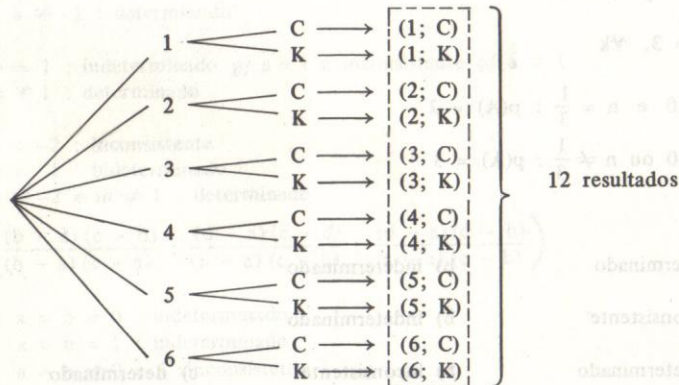 C → (1; C)
1
K → (1; K)
C → (2; C)
2
K → (2; K)
C → (3; C)
3
K → (3; K)
12 resultados
C → (4; C)
4
K → (4; K)
C → (5; C)
5
K → (5; K)
C → (6; C)
6
K → (6; K)